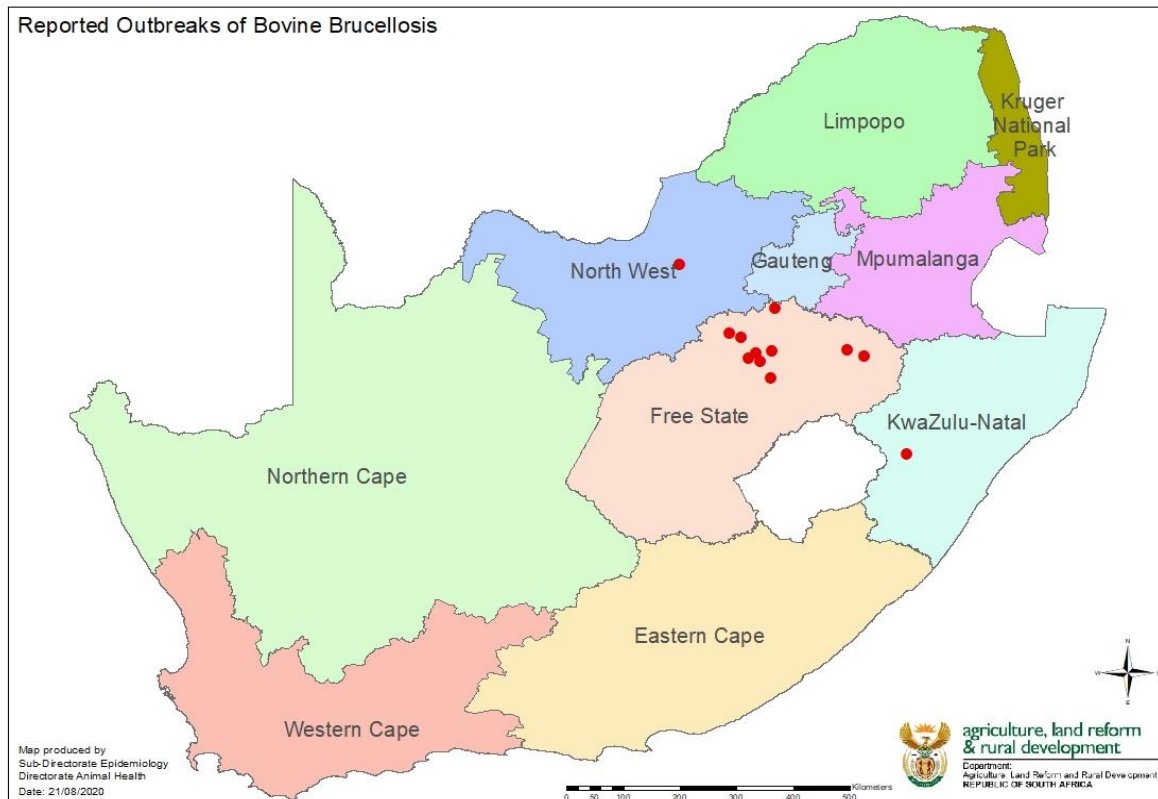 Reported Outbreaks of Bovine Brucellosis
Limpopo
Kruger
National
Park
North West
Gauteng
Mpumalanga
Free State
KwaZulu-Natal
Northern Cape
Eastern Cape
Western Cape
N
W
S
Map produced by
Sub-Directorate Epidemiology
Directorate Animal Health
Date: 21/08/2020
0 50 100 200 300 400 500
Kilometers
agriculture, land reform
& rural development
Department:
Agriculture, Land Reform and Rural Development
REPUBLIC OF SOUTH AFRICA